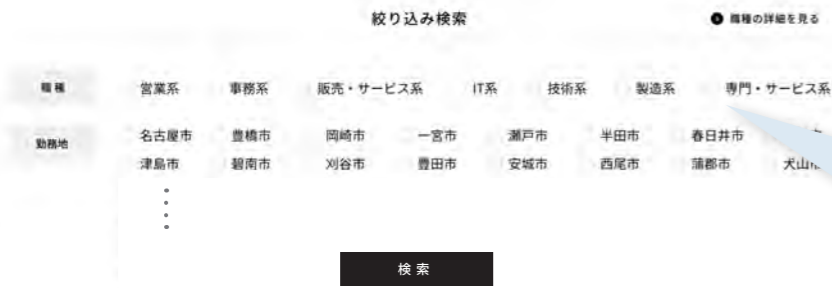 絞り込み検索
職種の詳細を見る
職種 営業系 事務系 販売・サービス系 IT系 技術系 製造系 専門・サービス系
勤務地 名古屋市 豊橋市 岡崎市 一宮市 瀬戸市 半田市 春日井市
津島市 碧南市 刈谷市 豊田市 安城市 西尾市 蒲郡市 犬山市
検索